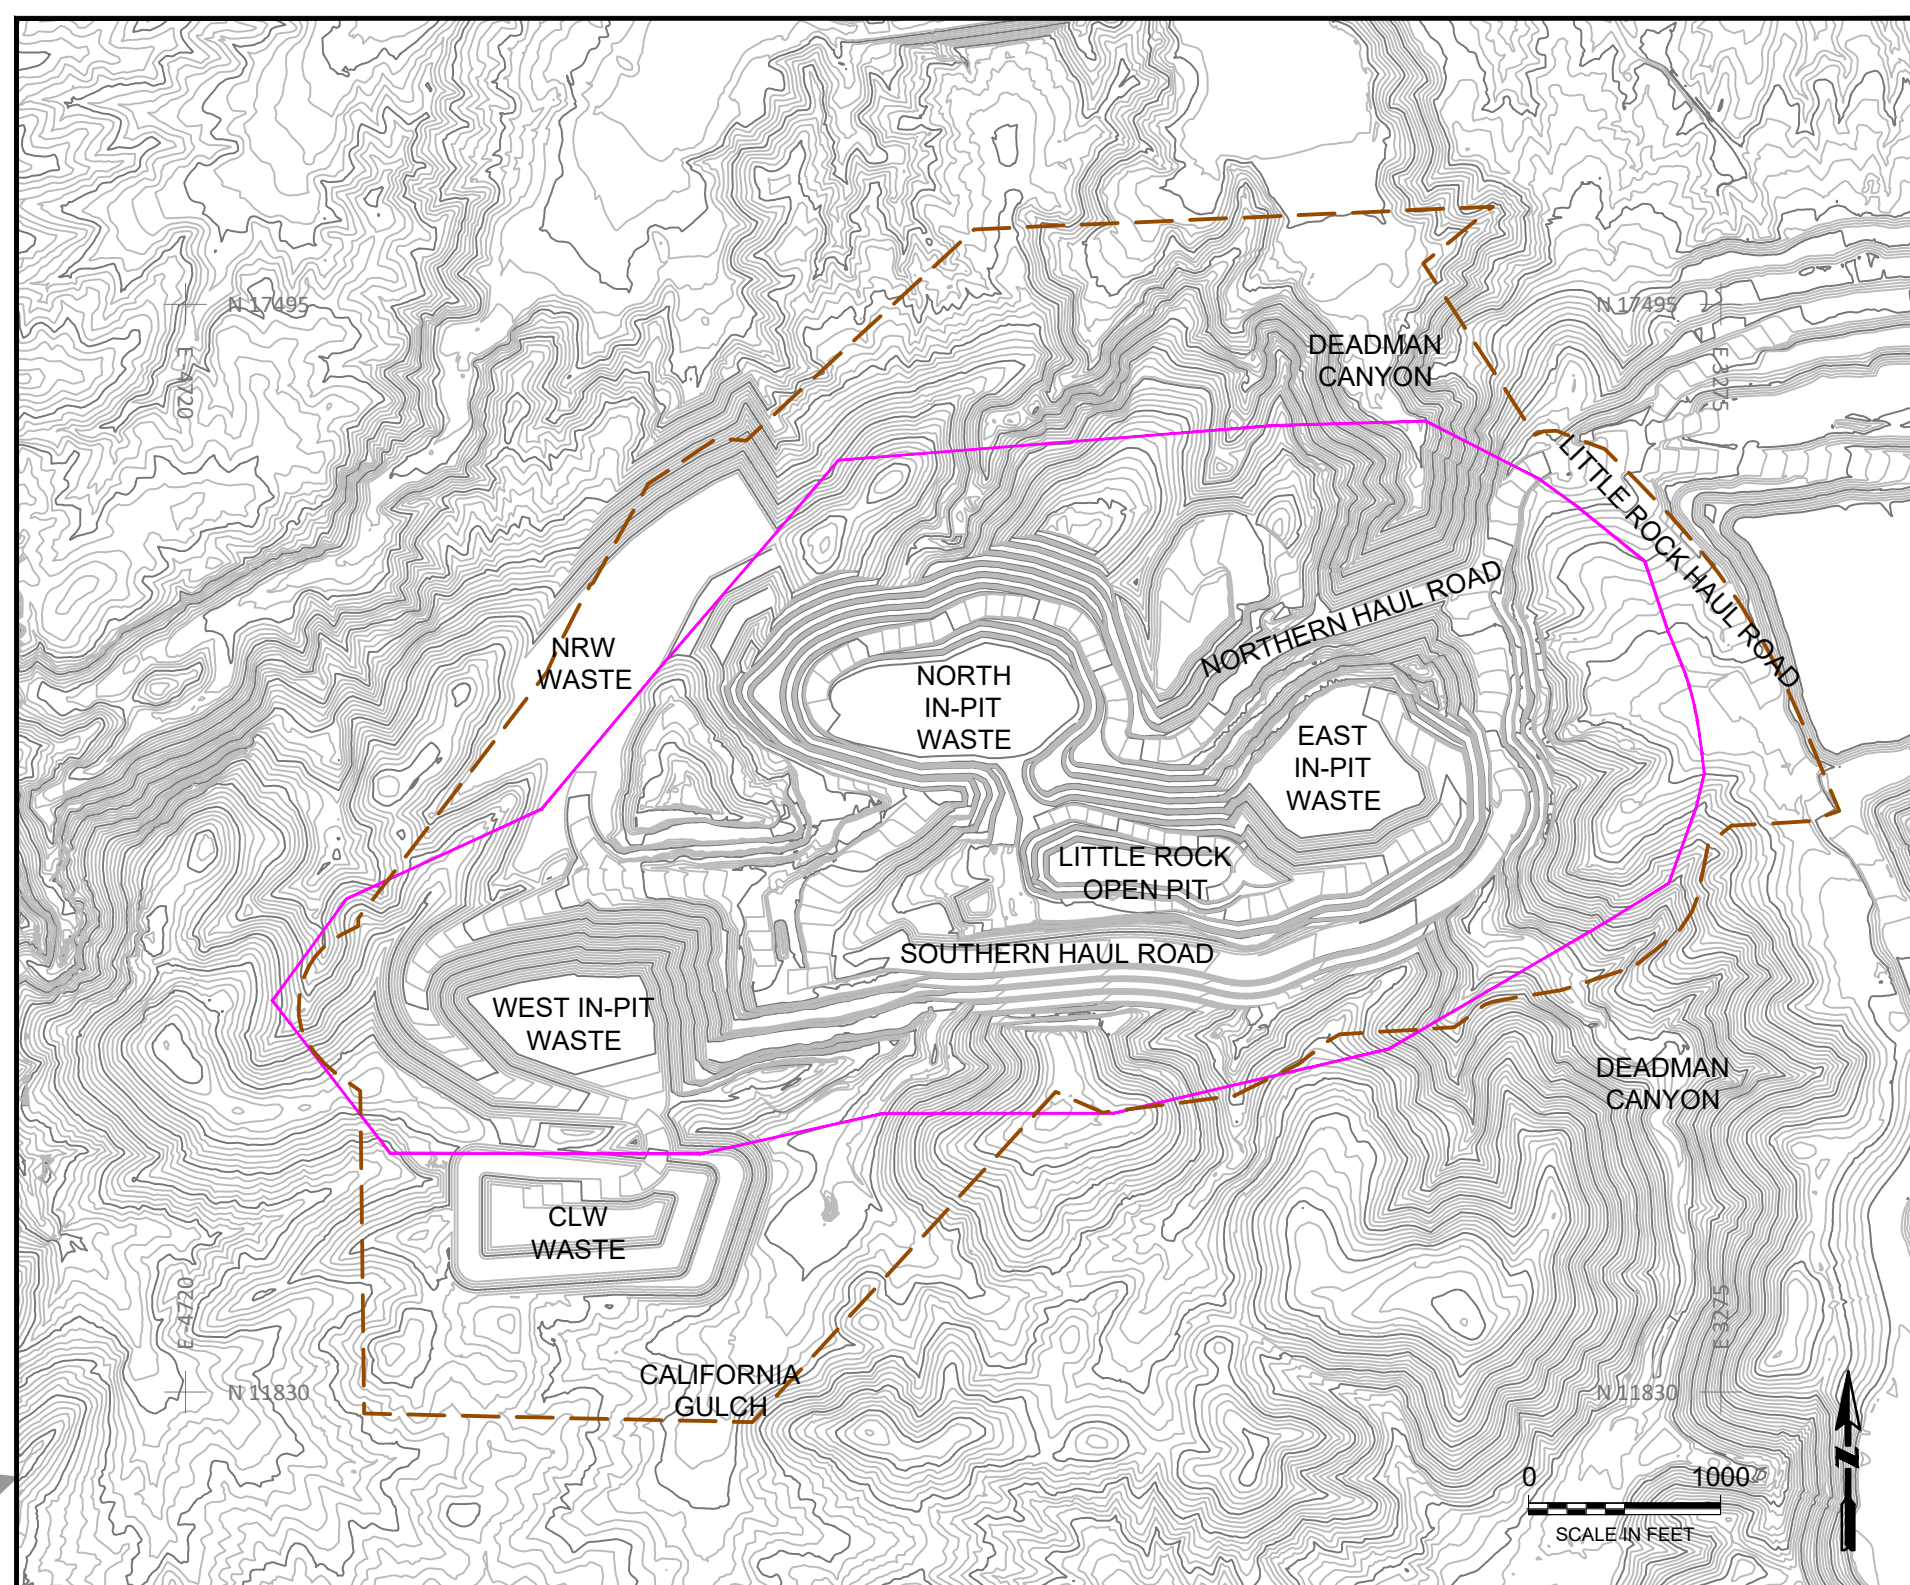 N 17495
N 17495
E -4720
E 3275
DEADMAN
CANYON
LITTLE ROCK HAUL ROAD
NORTHERN HAUL ROAD
NRW
WASTE
NORTH
IN-PIT
WASTE
EAST
IN-PIT
WASTE
LITTLE ROCK
OPEN PIT
SOUTHERN HAUL ROAD
WEST IN-PIT
WASTE
DEADMAN
CANYON
CLW
WASTE
E -4720
E 3275
CALIFORNIA
GULCH
N 11830
N 11830
0 1000
SCALE IN FEET
Z